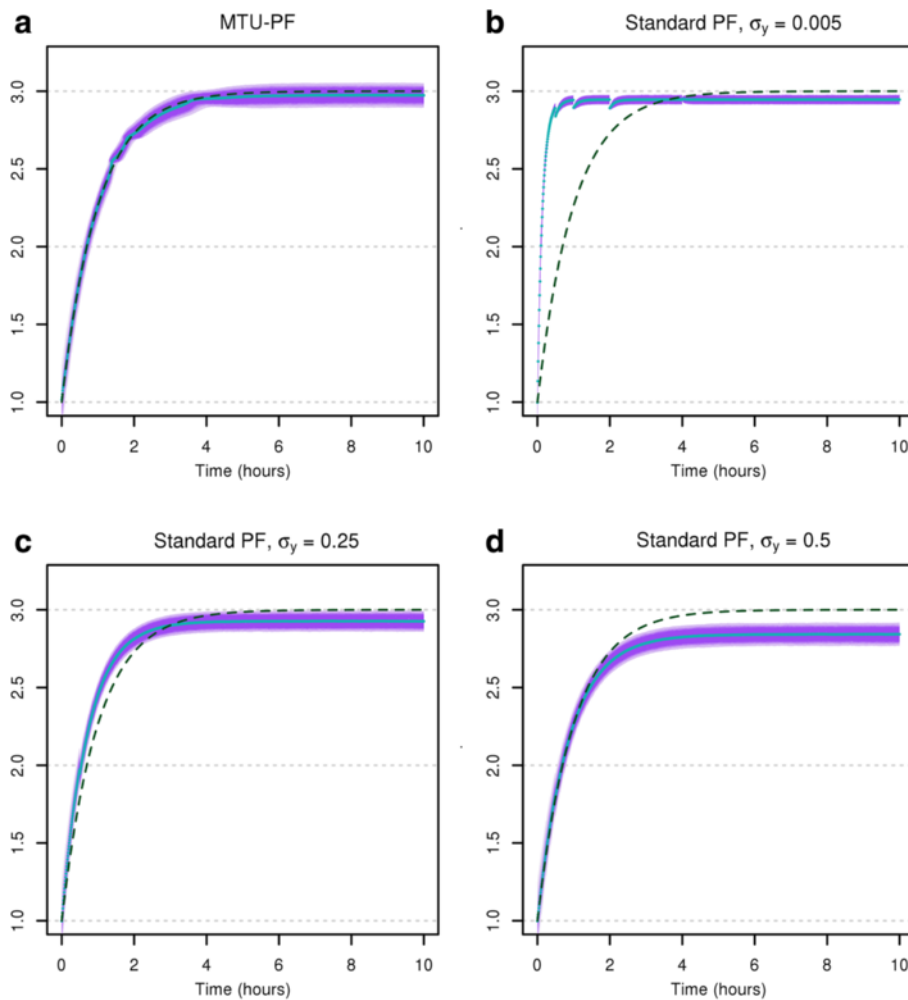 a MTU-PF
3.0
2.5
2.0
1.5
1.0
0 2 4 6 8 10
Time (hours)
b Standard PF, σy = 0.005
3.0
2.5
2.0
1.5
1.0
0 2 4 6 8 10
Time (hours)
c Standard PF, σy = 0.25
3.0
2.5
2.0
1.5
1.0
0 2 4 6 8 10
Time (hours)
d Standard PF, σy = 0.5
3.0
2.5
2.0
1.5
1.0
0 2 4 6 8 10
Time (hours)